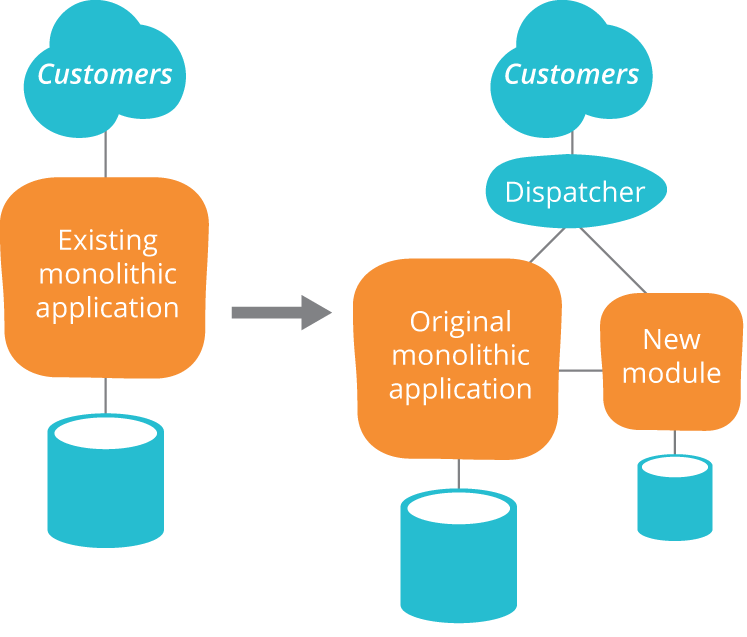 Customers
Existing
monolithic
application
Customers
Dispatcher
Original
monolithic
application
New
module